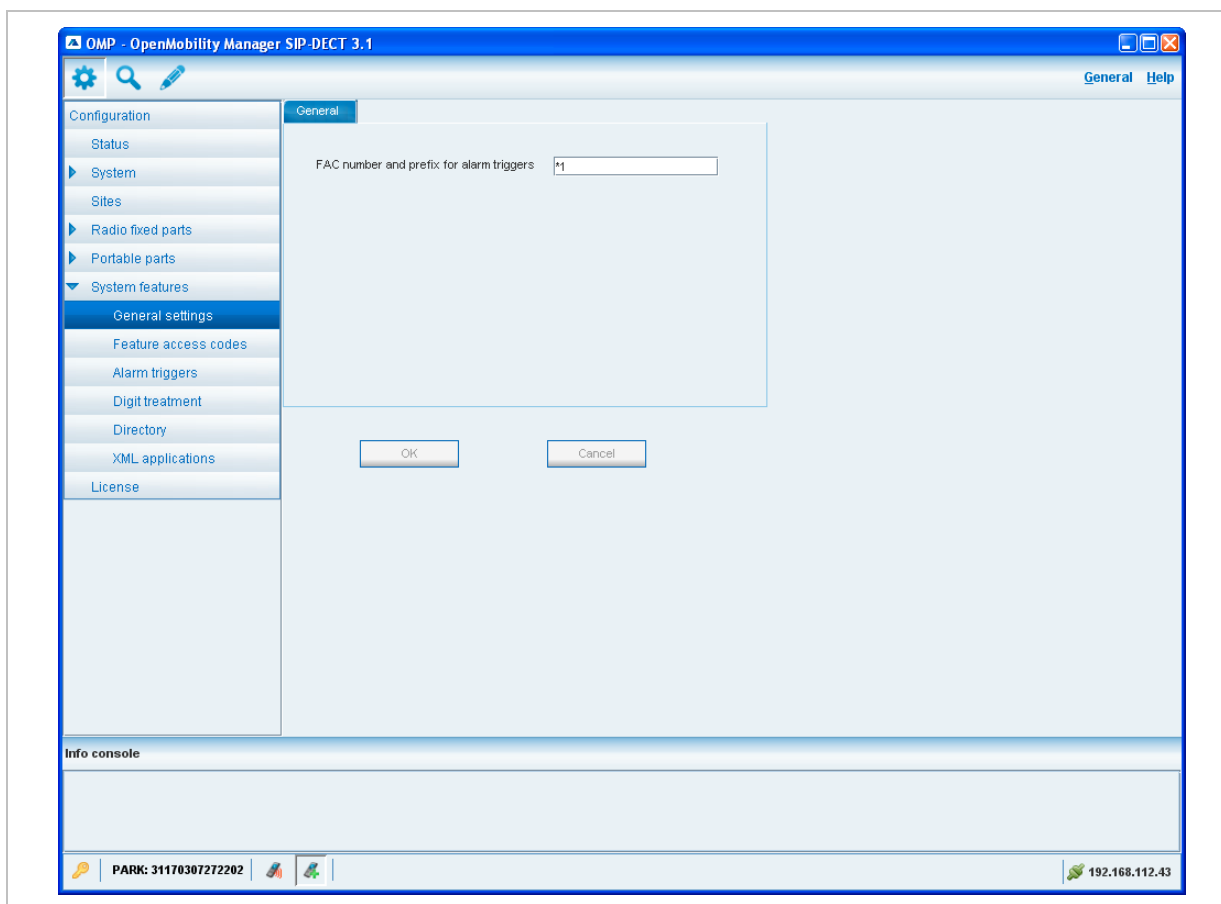 OMP - OpenMobility Manager SIP-DECT 3.1
General Help
Configuration
Status
System
Sites
Radio fixed parts
Portable parts
System features
General settings
Feature access codes
Alarm triggers
Digit treatment
Directory
XML applications
License
General
FAC number and prefix for alarm triggers *1
OK Cancel
Info console
PARK: 31170307272202
192.168.112.43